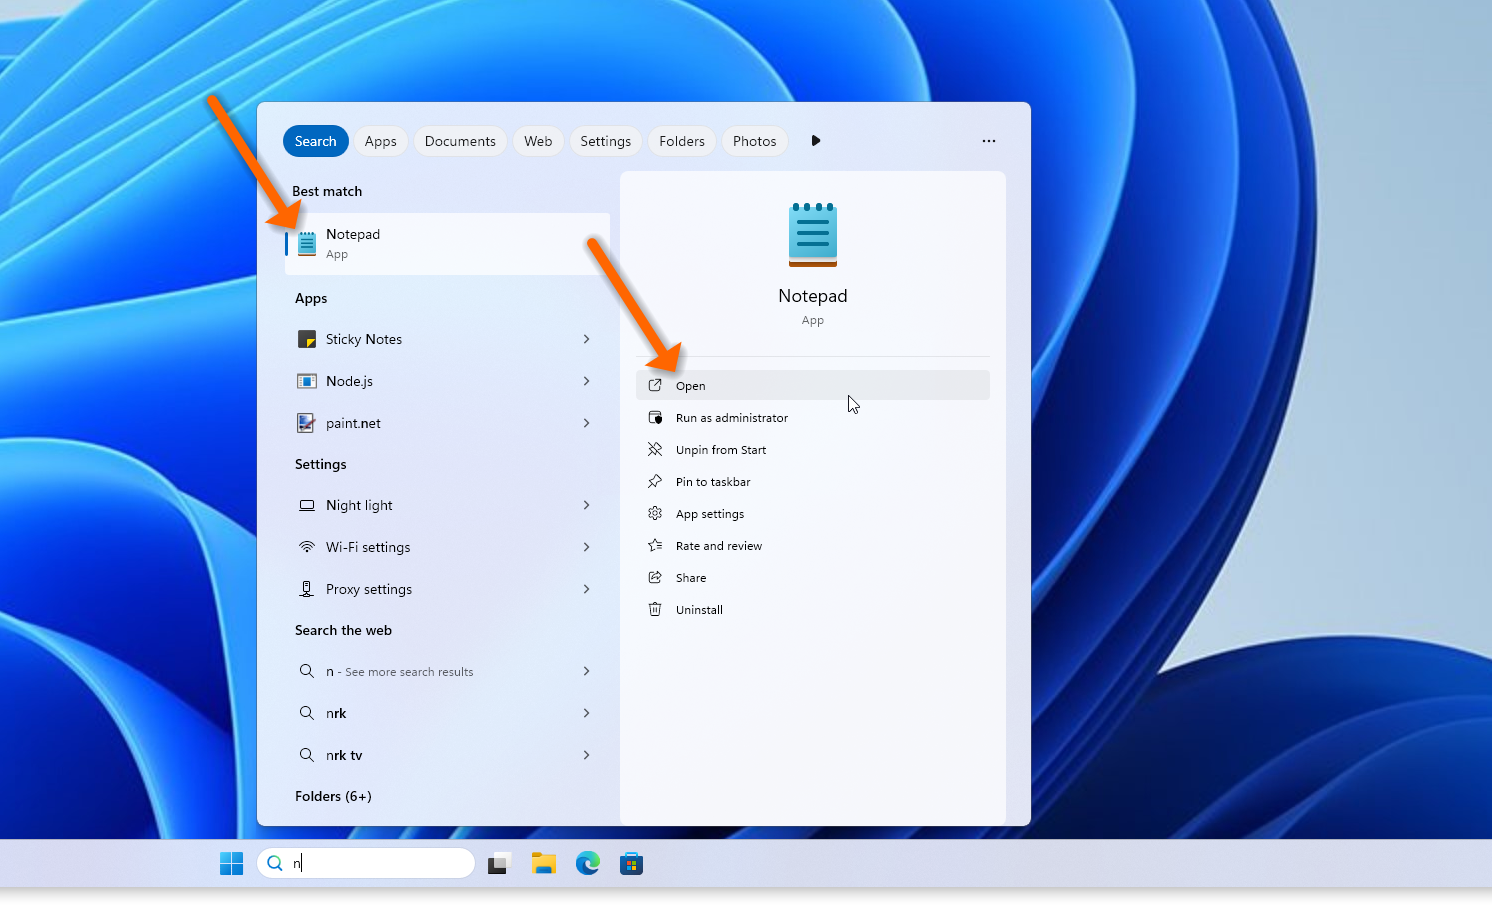 Search Apps Documents Web Settings Folders Photos
Best match
Notepad
App
Apps
Sticky Notes
Node.js
paint.net
Settings
Night light
Wi-Fi settings
Proxy settings
Search the web
n - See more search results
nrk
nrk tv
Folders (6+)
Notepad
App
Open
Run as administrator
Unpin from Start
Pin to taskbar
App settings
Rate and review
Share
Uninstall
n